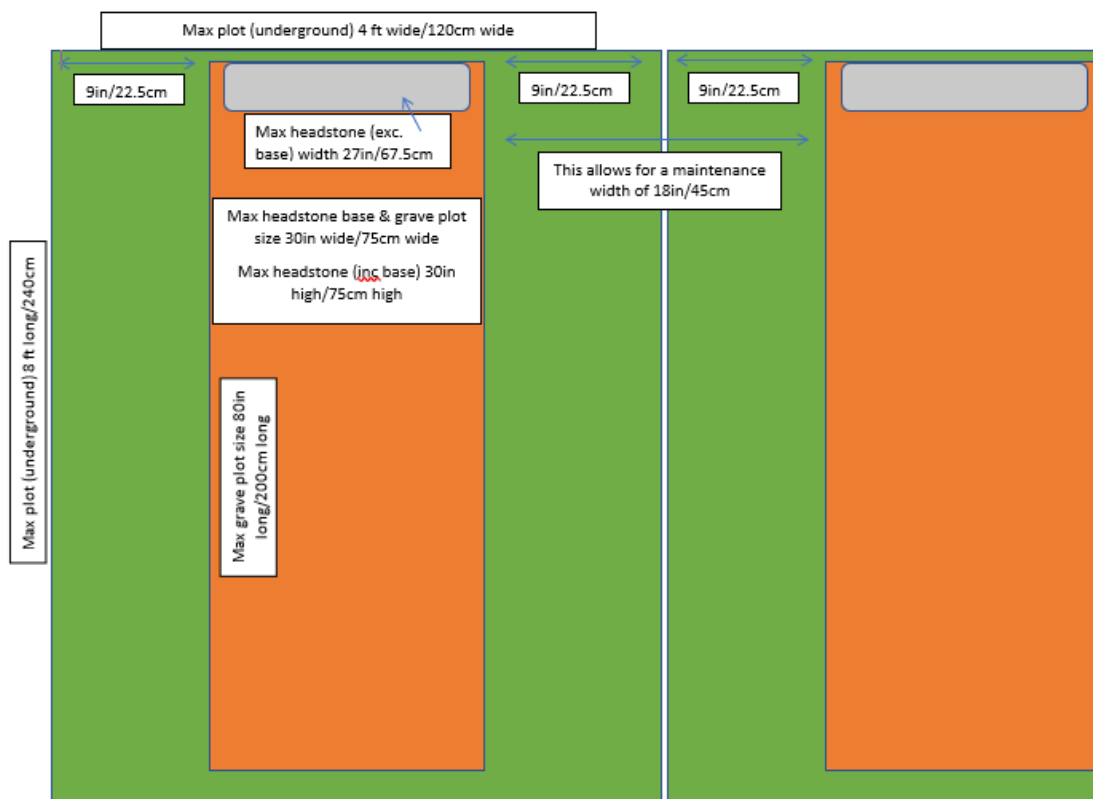 Max plot (underground) 4 ft wide/120cm wide
9in/22.5cm
9in/22.5cm
9in/22.5cm
Max headstone (exc.
base) width 27in/67.5cm
This allows for a maintenance
width of 18in/45cm
Max headstone base & grave plot
size 30in wide/75cm wide
Max headstone (inc base) 30in
high/75cm high
Max plot (underground) 8 ft long/240cm
Max grave plot size 80in
long/200cm long